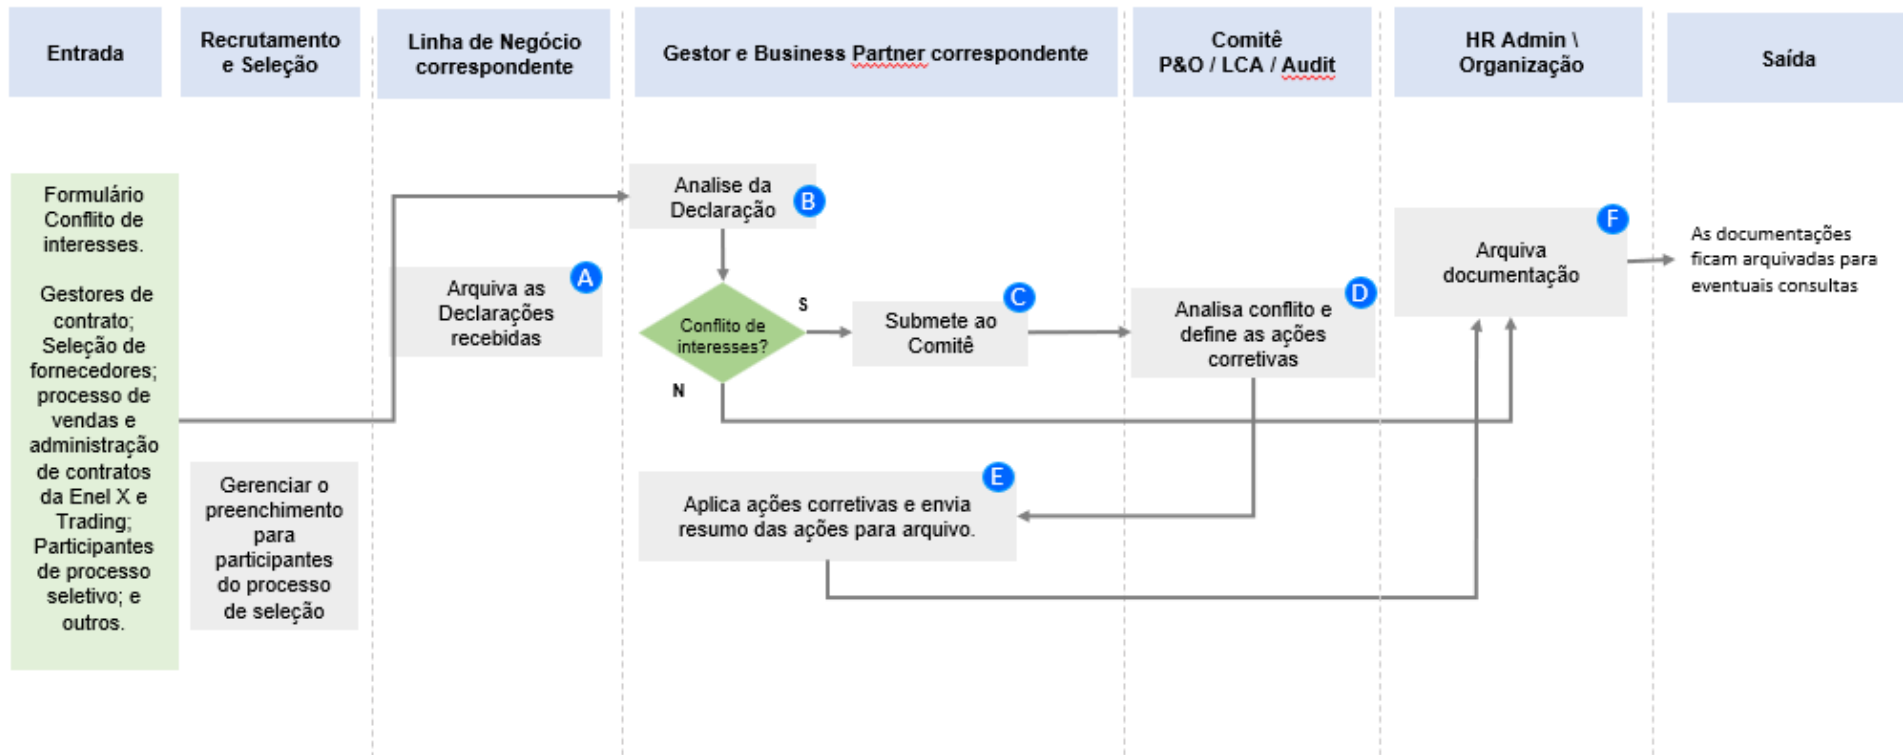 Entrada
Recrutamento
e Seleção
Linha de Negócio
correspondente
Gestor e Business Partner correspondente
Comitê
P&O / LCA / Audit
HR Admin \
Organização
Saída
Formulário
Conflito de
interesses.
Gestores de
contrato;
Seleção de
fornecedores;
processo de
vendas e
administração
de contratos
da Enel X e
Trading;
Participantes
de processo
seletivo; e
outros.
Gerenciar o
preenchimento
para
participantes
do processo
de seleção
A
Arquiva as
Declarações
recebidas
Analise da
Declaração
B
Conflito de
interesses?
S
N
C
Submete ao
Comitê
D
Analisa conflito e
define as ações
corretivas
E
Aplica ações corretivas e envia
resumo das ações para arquivo.
F
Arquiva
documentação
As documentações
ficam arquivadas para
eventuais consultas